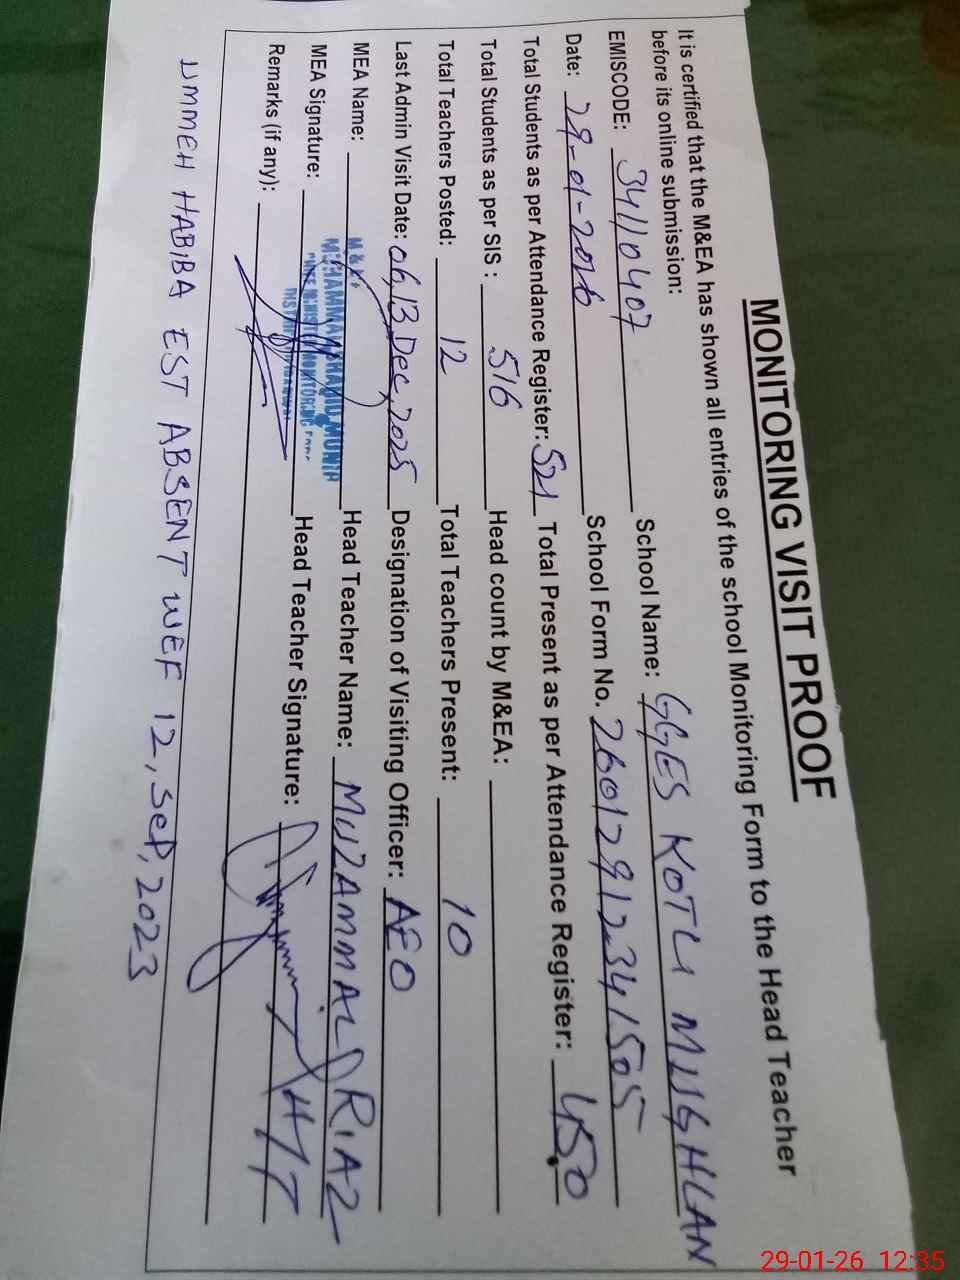 MONITORING VISIT PROOF
It is certified that the M&EA has shown all entries of the school Monitoring Form to the Head Teacher
before its online submission:
EMISCODE: 34110407 School Name: GGES KOTLI MISGHLAN
Date: 29-01-2026 School Form No. 26012912341505
Total Students as per Attendance Register: 521 Total Present as per Attendance Register: 450
Total Students as per SIS : 516 Head count by M&EA:
Total Teachers Posted: 12 Total Teachers Present: 10
Last Admin Visit Date: 06,13,Dec,2025 Designation of Visiting Officer: AEO
MEA Name: MUHAMMAD SHAHID MUNIR Head Teacher Name: MUZAMMAL RIAZ
MEA Signature: Head Teacher Signature: H/T
Remarks (if any):
UMMEH HABIBA EST ABSENT WEF 12, SEP, 2023
29-01-26 12:35